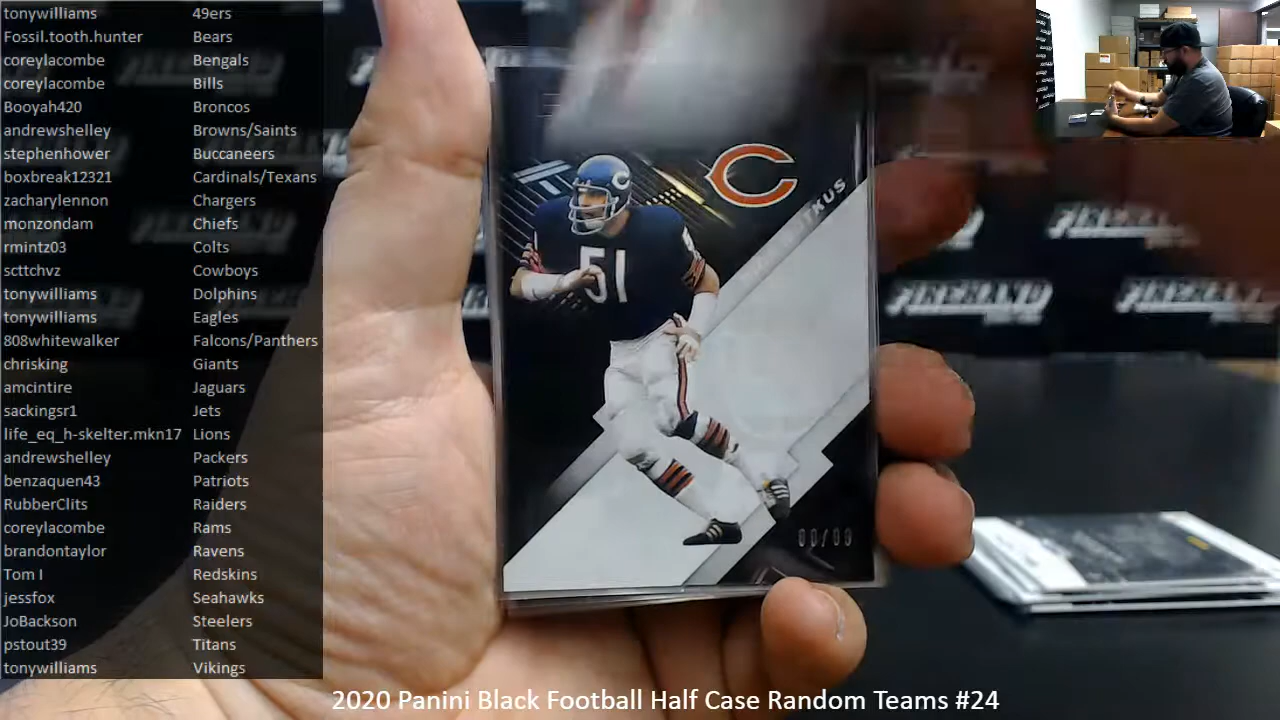 tonywilliams 49ers
Fossil.tooth.hunter Bears
coreylacombe Bengals
coreylacombe Bills
Booyah420 Broncos
andrewshelley Browns/Saints
stephenhower Buccaneers
boxbreak12321 Cardinals/Texans
zacharylennon Chargers
monzondam Chiefs
rmintz03 Colts
scttchvz Cowboys
tonywilliams Dolphins
tonywilliams Eagles
808whitewalker Falcons/Panthers
chrisking Giants
amcintire Jaguars
sackingsr1 Jets
life_eq_h-skelter.mkn17 Lions
andrewshelley Packers
benzaquen43 Patriots
RubberClits Raiders
coreylacombe Rams
brandontaylor Ravens
Tom I Redskins
jessfox Seahawks
JoBackson Steelers
pstout39 Titans
tonywilliams Vikings
C
51
FIREHAND FIREHAND
2020 Panini Black Football Half Case Random Teams #24